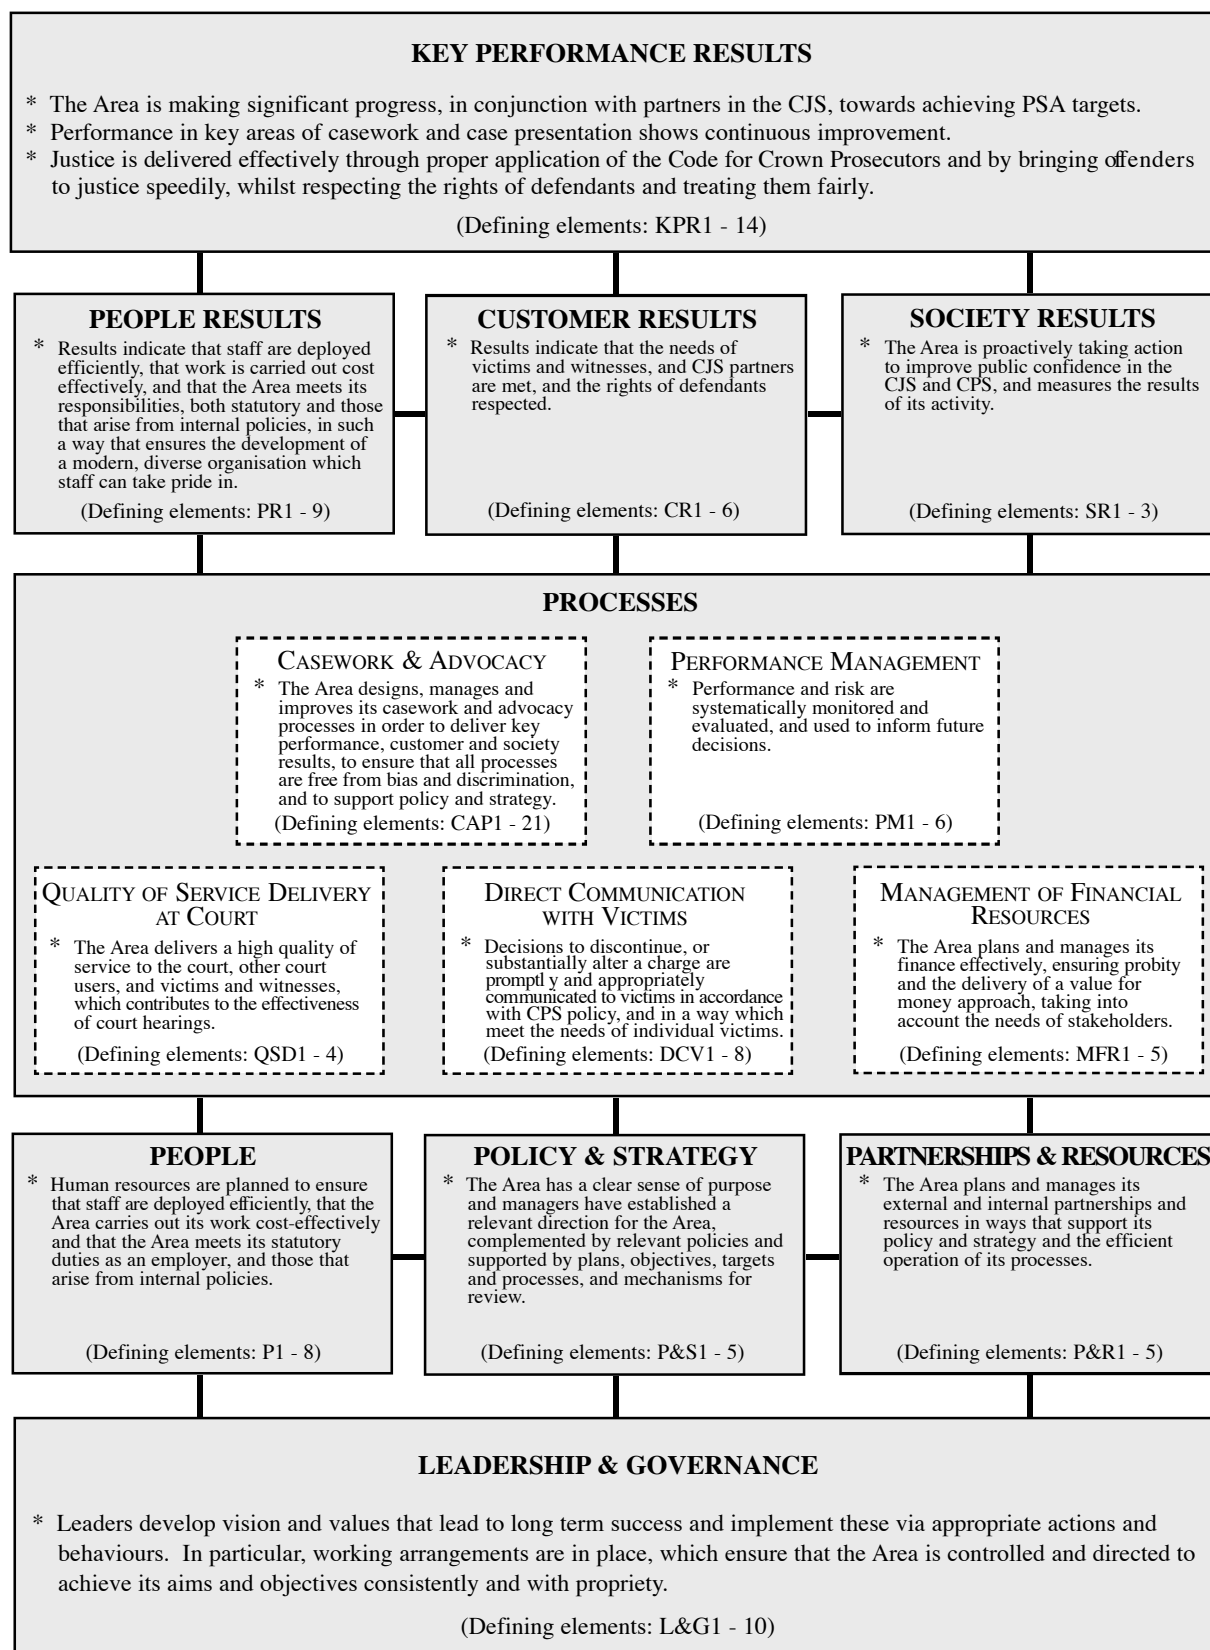 KEY PERFORMANCE RESULTS
* The Area is making significant progress, in conjunction with partners in the CJS, towards achieving PSA targets.
* Performance in key areas of casework and case presentation shows continuous improvement.
* Justice is delivered effectively through proper application of the Code for Crown Prosecutors and by bringing offenders
to justice speedily, whilst respecting the rights of defendants and treating them fairly.
(Defining elements: KPR1 - 14)
PEOPLE RESULTS
* Results indicate that staff are deployed
efficiently, that work is carried out cost
effectively, and that the Area meets its
responsibilities, both statutory and those
that arise from internal policies, in such
a way that ensures the development of
a modern, diverse organisation which
staff can take pride in.
(Defining elements: PR1 - 9)
CUSTOMER RESULTS
* Results indicate that the needs of
victims and witnesses, and CJS partners
are met, and the rights of defendants
respected.
(Defining elements: CR1 - 6)
SOCIETY RESULTS
* The Area is proactively taking action
to improve public confidence in the
CJS and CPS, and measures the results
of its activity.
(Defining elements: SR1 - 3)
PROCESSES
CASEWORK & ADVOCACY
* The Area designs, manages and
improves its casework and advocacy
processes in order to deliver key
performance, customer and society
results, to ensure that all processes
are free from bias and discrimination,
and to support policy and strategy.
(Defining elements: CAP1 - 21)
PERFORMANCE MANAGEMENT
* Performance and risk are
systematically monitored and
evaluated, and used to inform future
decisions.
(Defining elements: PM1 - 6)
QUALITY OF SERVICE DELIVERY
AT COURT
* The Area delivers a high quality of
service to the court, other court
users, and victims and witnesses,
which contributes to the effectiveness
of court hearings.
(Defining elements: QSD1 - 4)
DIRECT COMMUNICATION
WITH VICTIMS
* Decisions to discontinue, or
substantially alter a charge are
promptly and appropriately
communicated to victims in accordance
with CPS policy, and in a way which
meet the needs of individual victims.
(Defining elements: DCV1 - 8)
MANAGEMENT OF FINANCIAL
RESOURCES
* The Area plans and manages its
finance effectively, ensuring probity
and the delivery of a value for
money approach, taking into
account the needs of stakeholders.
(Defining elements: MFR1 - 5)
PEOPLE
* Human resources are planned to ensure
that staff are deployed efficiently, that the
Area carries out its work cost-effectively
and that the Area meets its statutory
duties as an employer, and those that
arise from internal policies.
(Defining elements: P1 - 8)
POLICY & STRATEGY
* The Area has a clear sense of purpose
and managers have established a
relevant direction for the Area,
complemented by relevant policies and
supported by plans, objectives, targets
and processes, and mechanisms for
review.
(Defining elements: P&S1 - 5)
PARTNERSHIPS & RESOURCES
* The Area plans and manages its
external and internal partnerships and
resources in ways that support its
policy and strategy and the efficient
operation of its processes.
(Defining elements: P&R1 - 5)
LEADERSHIP & GOVERNANCE
* Leaders develop vision and values that lead to long term success and implement these via appropriate actions and
behaviours. In particular, working arrangements are in place, which ensure that the Area is controlled and directed to
achieve its aims and objectives consistently and with propriety.
(Defining elements: L&G1 - 10)